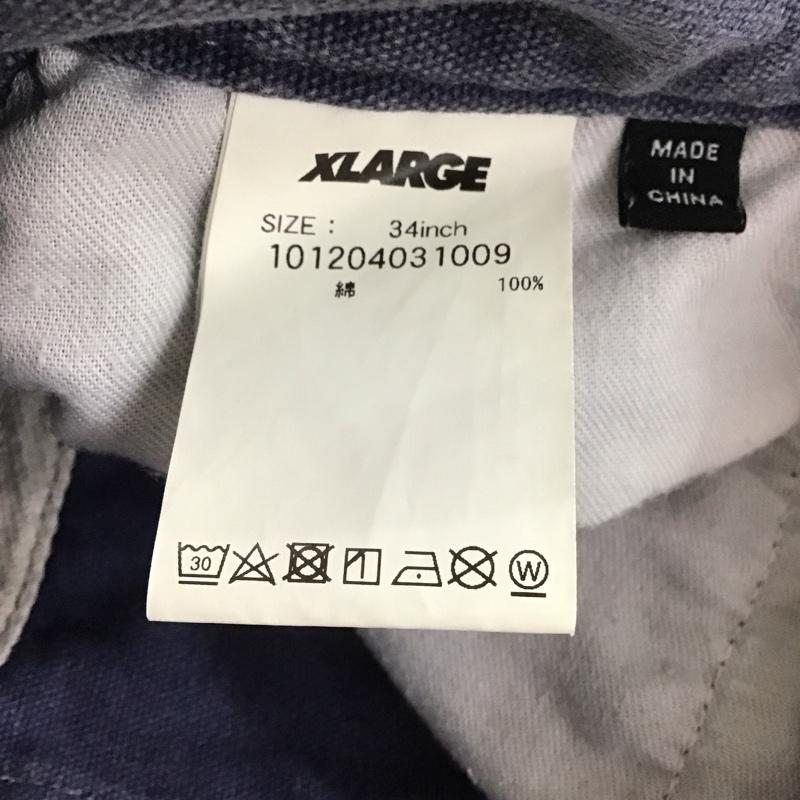 XLARGE
SIZE : 34inch
101204031009
綿 100%
30
W
MADE
IN
CHINA